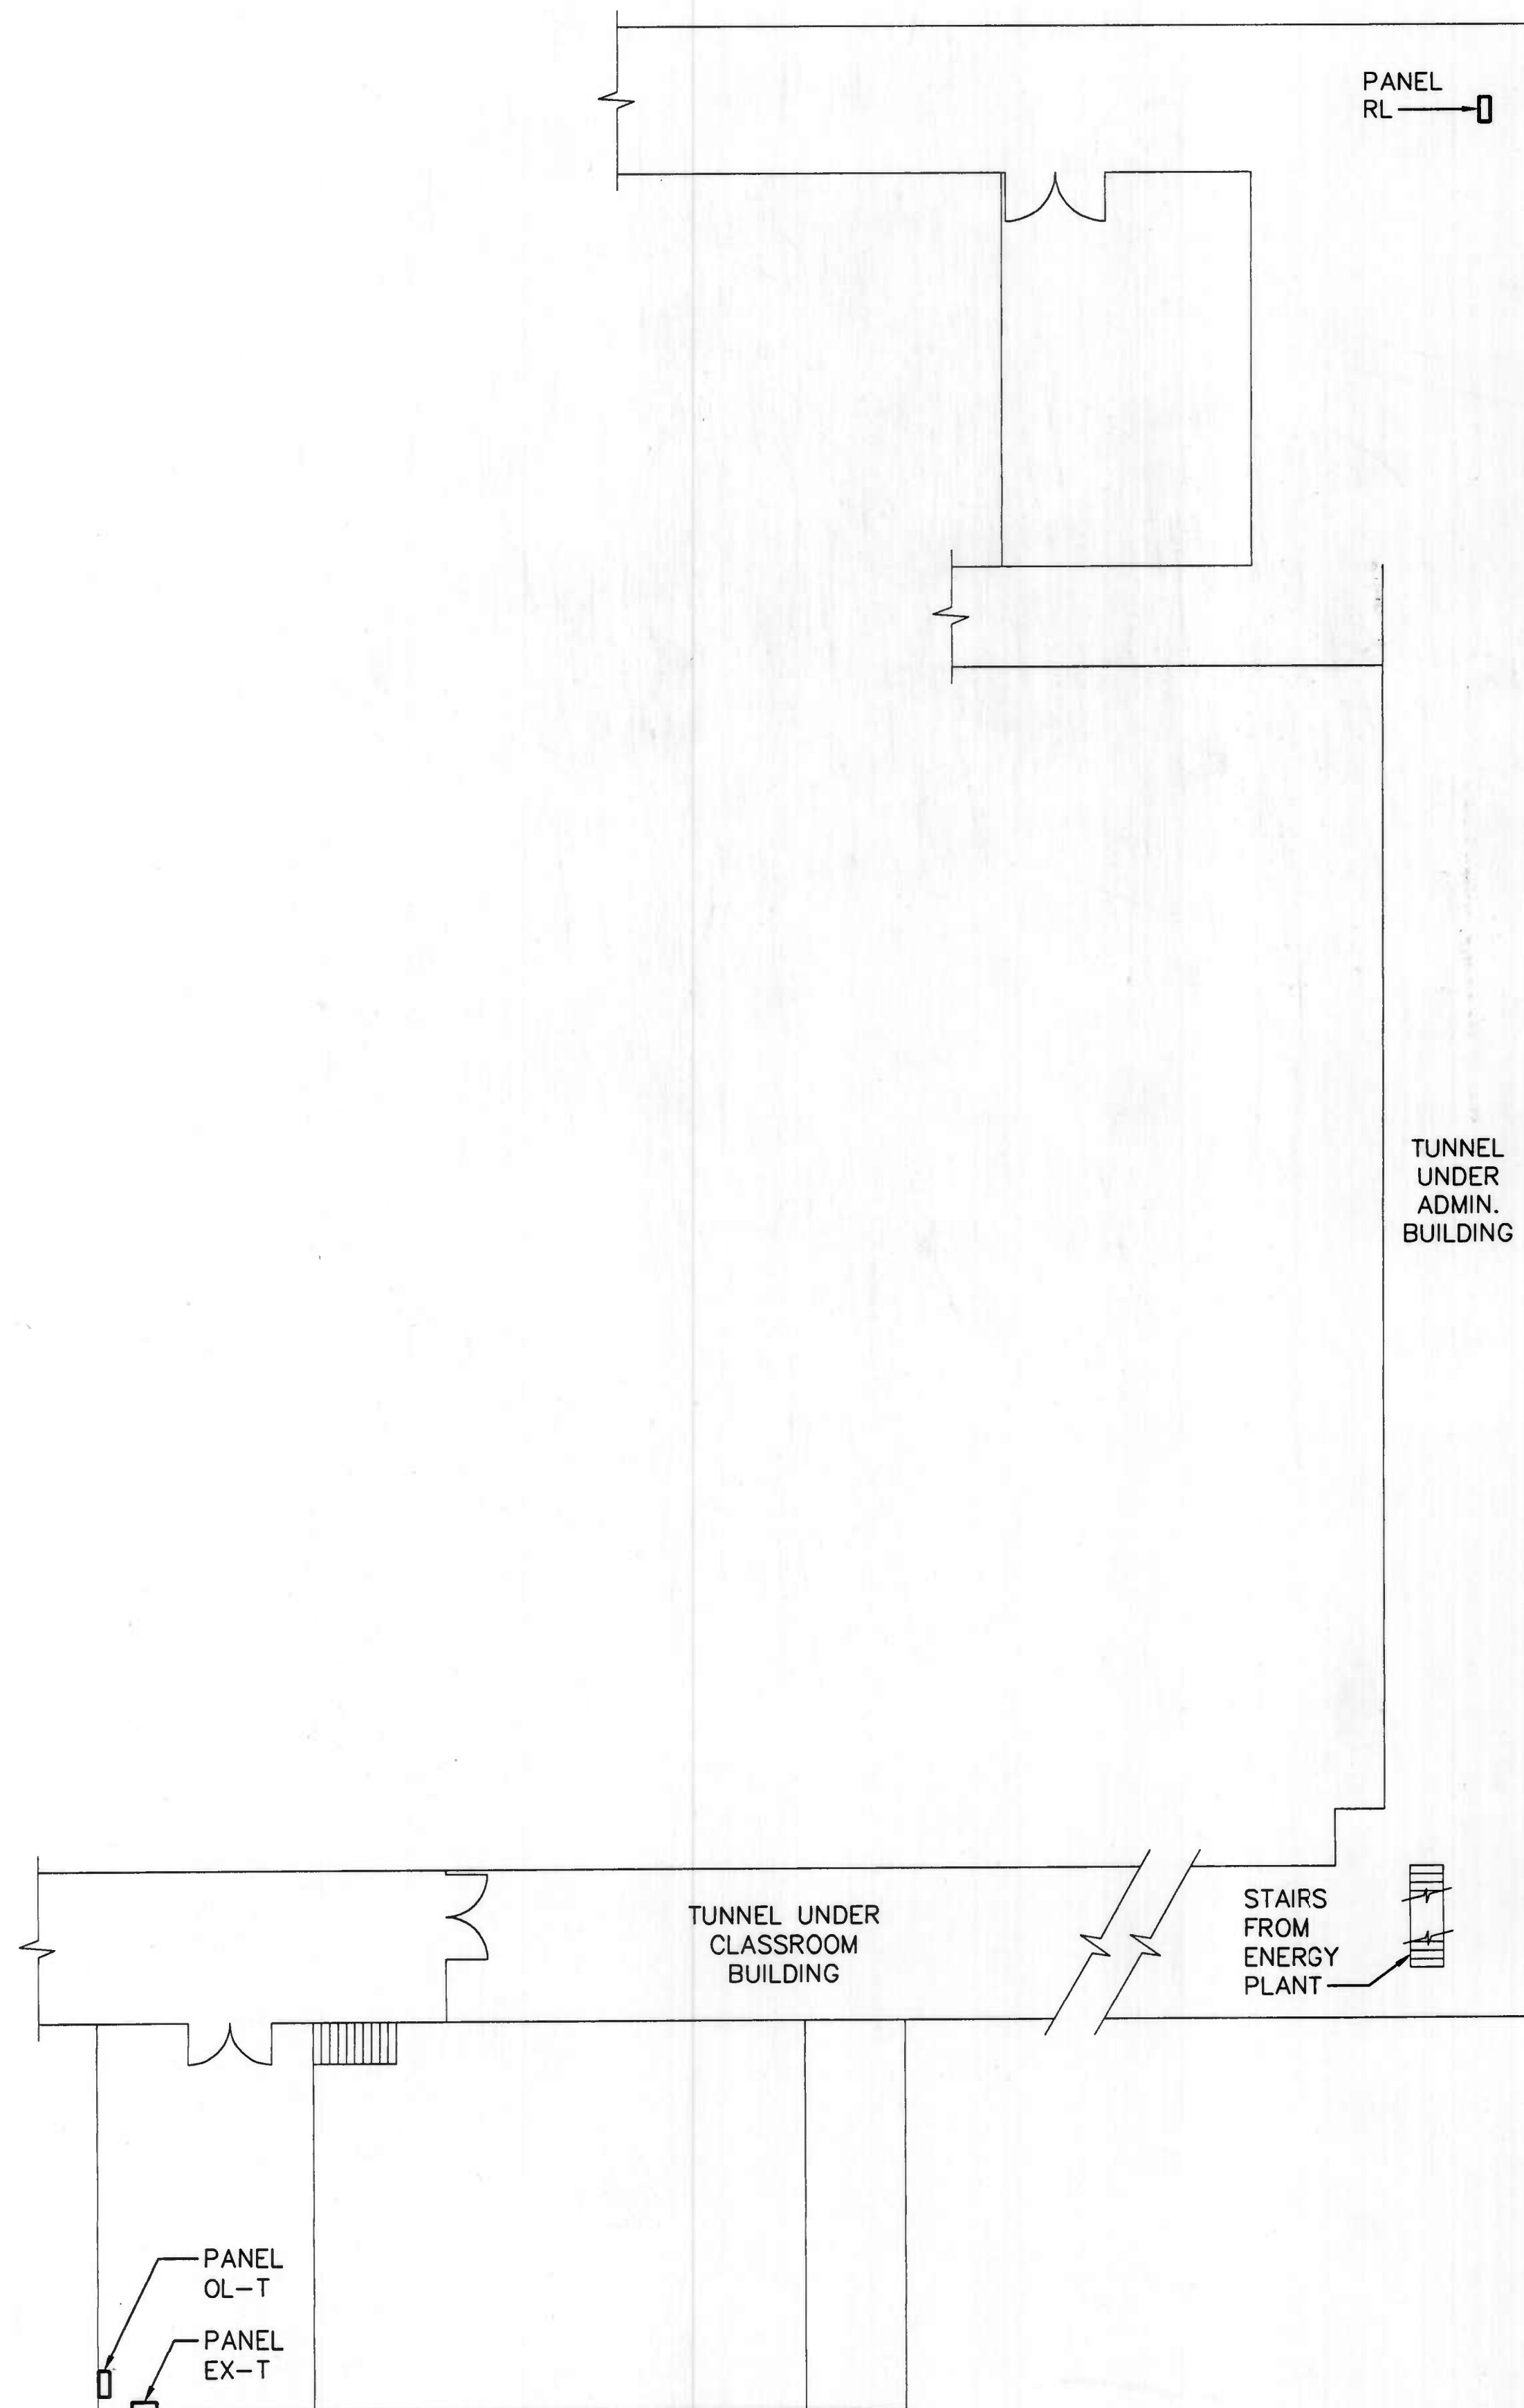 PANEL
RL
TUNNEL
UNDER
ADMIN.
BUILDING
TUNNEL UNDER
CLASSROOM
BUILDING
STAIRS
FROM
ENERGY
PLANT
PANEL
OL-T
PANEL
EX-T